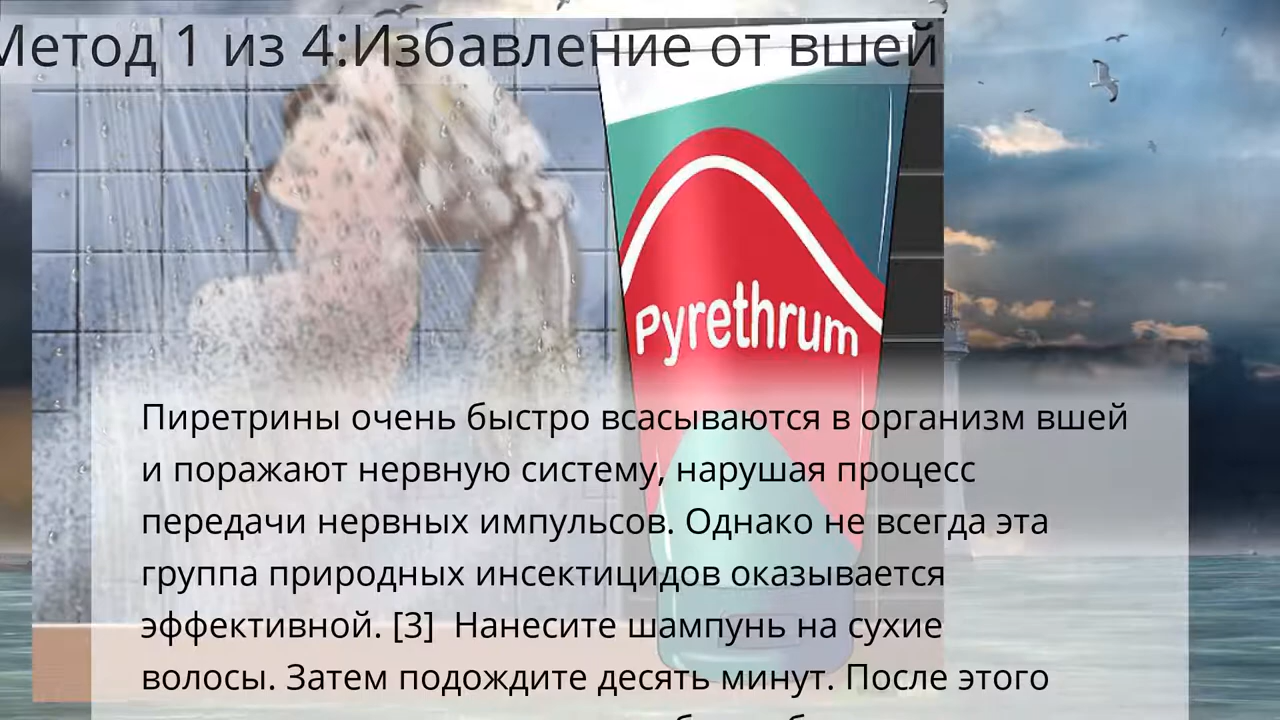 Метод 1 из 4:Избавление от вшей
Pyrethrum
Пиретрины очень быстро всасываются в организм вшей
и поражают нервную систему, нарушая процесс
передачи нервных импульсов. Однако не всегда эта
группа природных инсектицидов оказывается
эффективной. [3]  Нанесите шампунь на сухие
волосы. Затем подождите десять минут. После этого